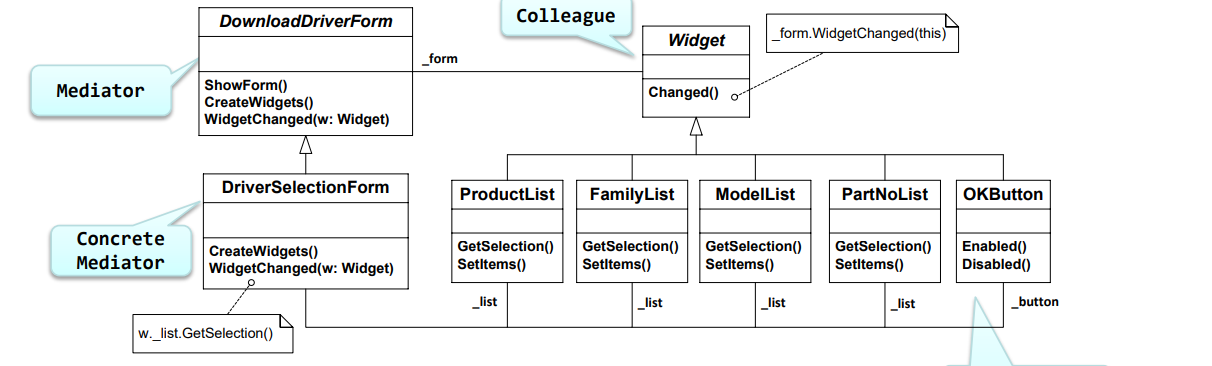 DownloadDriverForm
ShowForm()
CreateWidgets()
WidgetChanged(w: Widget)
Mediator
_form
Colleague
Widget
Changed()
_form.WidgetChanged(this)
DriverSelectionForm
CreateWidgets()
WidgetChanged(w: Widget)
Concrete
Mediator
w._list.GetSelection()
ProductList
GetSelection()
SetItems()
_list
FamilyList
GetSelection()
SetItems()
_list
ModelList
GetSelection()
SetItems()
_list
PartNoList
GetSelection()
SetItems()
_list
OKButton
Enabled()
Disabled()
_button